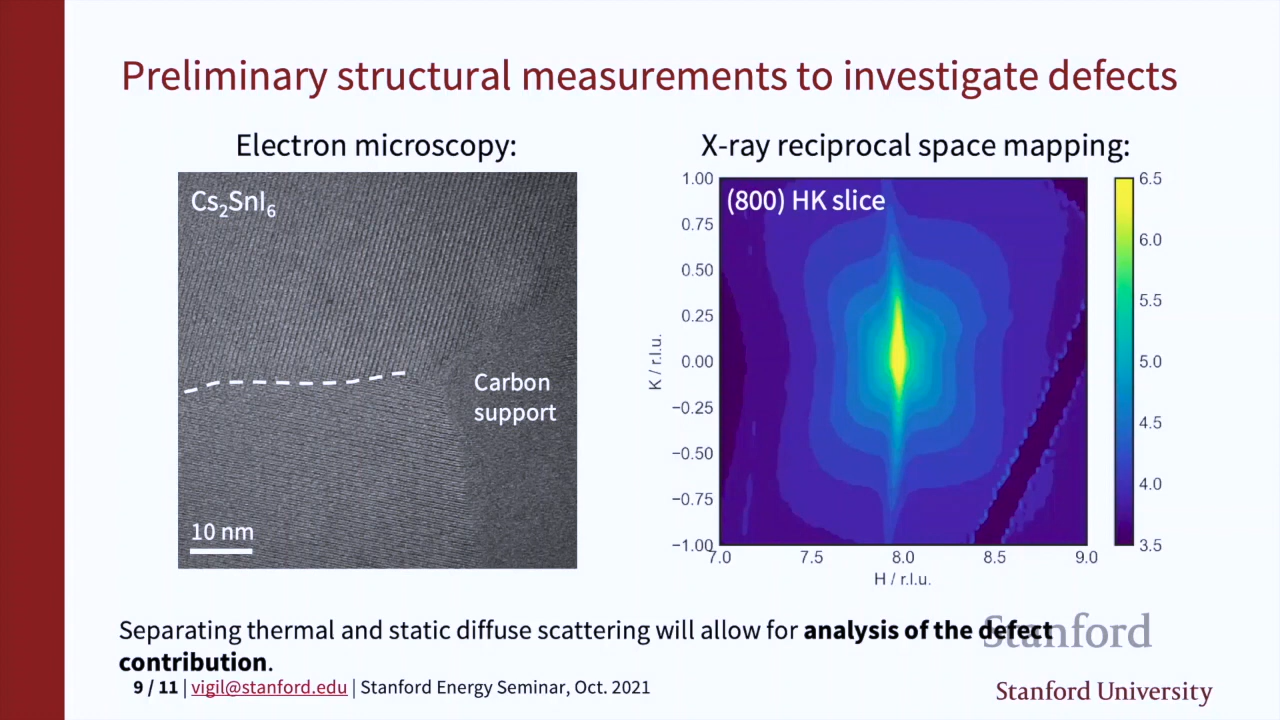 Preliminary structural measurements to investigate defects
Electron microscopy:
Cs₂SnI₆
Carbon
support
10 nm
X-ray reciprocal space mapping:
(800) HK slice
1.00
0.75
0.50
0.25
0.00
−0.25
−0.50
−0.75
−1.00
K / r.l.u.
7.0 7.5 8.0 8.5 9.0
H / r.l.u.
6.5
6.0
5.5
5.0
4.5
4.0
3.5
Separating thermal and static diffuse scattering will allow for analysis of the defect
contribution.
Stanford
9 / 11 | vigil@stanford.edu | Stanford Energy Seminar, Oct. 2021
Stanford University